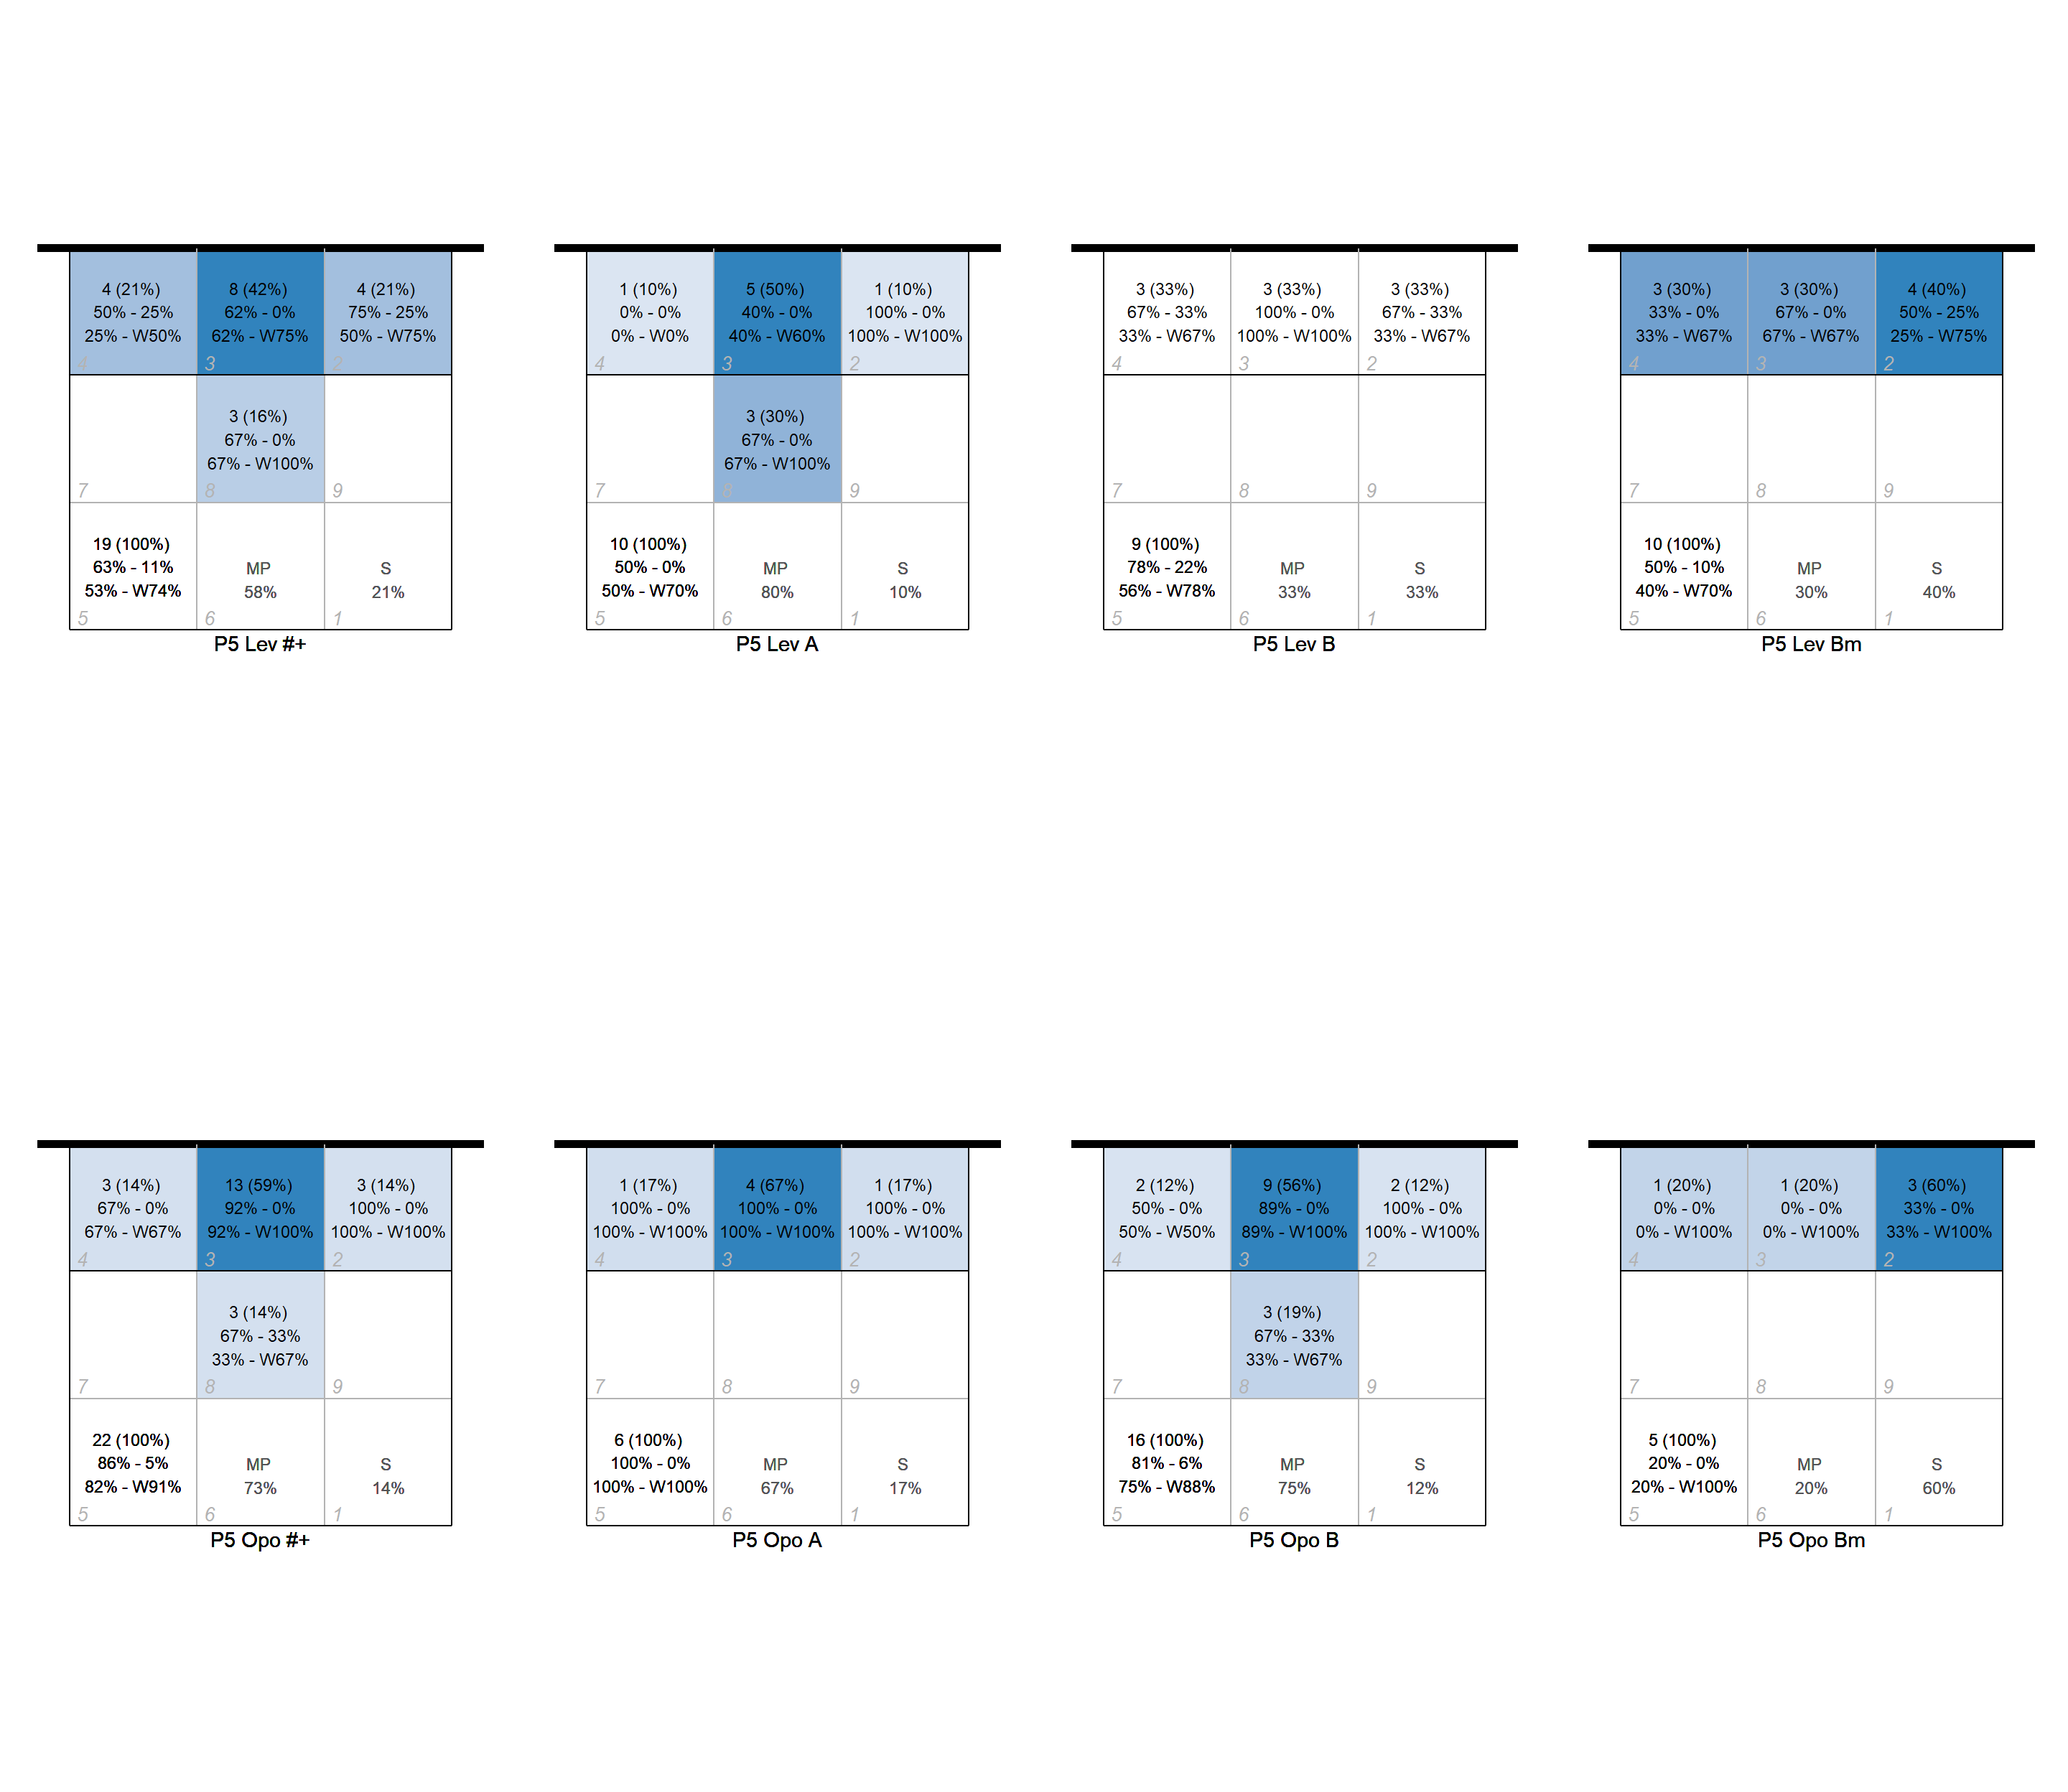 4 (21%)
50% - 25%
25% - W50%
4
8 (42%)
62% - 0%
62% - W75%
3
4 (21%)
75% - 25%
50% - W75%
2
7
3 (16%)
67% - 0%
67% - W100%
8
9
19 (100%)
63% - 11%
53% - W74%
5
MP
58%
6
S
21%
1
P5 Lev #+
1 (10%)
0% - 0%
0% - W0%
4
5 (50%)
40% - 0%
40% - W60%
3
1 (10%)
100% - 0%
100% - W100%
2
7
3 (30%)
67% - 0%
67% - W100%
8
9
10 (100%)
50% - 0%
50% - W70%
5
MP
80%
6
S
10%
1
P5 Lev A
3 (33%)
67% - 33%
33% - W67%
4
3 (33%)
100% - 0%
100% - W100%
3
3 (33%)
67% - 33%
33% - W67%
2
7
8
9
9 (100%)
78% - 22%
56% - W78%
5
MP
33%
6
S
33%
1
P5 Lev B
3 (30%)
33% - 0%
33% - W67%
4
3 (30%)
67% - 0%
67% - W67%
3
4 (40%)
50% - 25%
25% - W75%
2
7
8
9
10 (100%)
50% - 10%
40% - W70%
5
MP
30%
6
S
40%
1
P5 Lev Bm
3 (14%)
67% - 0%
67% - W67%
4
13 (59%)
92% - 0%
92% - W100%
3
3 (14%)
100% - 0%
100% - W100%
2
7
3 (14%)
67% - 33%
33% - W67%
8
9
22 (100%)
86% - 5%
82% - W91%
5
MP
73%
6
S
14%
1
P5 Opo #+
1 (17%)
100% - 0%
100% - W100%
4
4 (67%)
100% - 0%
100% - W100%
3
1 (17%)
100% - 0%
100% - W100%
2
7
8
9
6 (100%)
100% - 0%
100% - W100%
5
MP
67%
6
S
17%
1
P5 Opo A
2 (12%)
50% - 0%
50% - W50%
4
9 (56%)
89% - 0%
89% - W100%
3
2 (12%)
100% - 0%
100% - W100%
2
7
3 (19%)
67% - 33%
33% - W67%
8
9
16 (100%)
81% - 6%
75% - W88%
5
MP
75%
6
S
12%
1
P5 Opo B
1 (20%)
0% - 0%
0% - W100%
4
1 (20%)
0% - 0%
0% - W100%
3
3 (60%)
33% - 0%
33% - W100%
2
7
8
9
5 (100%)
20% - 0%
20% - W100%
5
MP
20%
6
S
60%
1
P5 Opo Bm